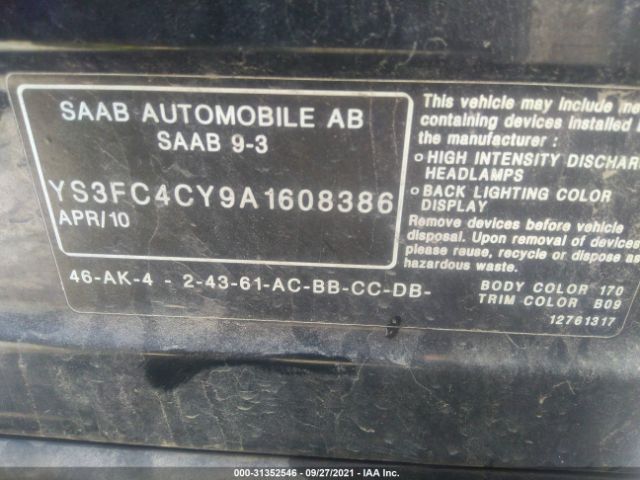 SAAB AUTOMOBILE AB
SAAB 9-3
YS3FC4CY9A1608386
APR/10
46-AK-4 - 2-43-61-AC-BB-CC-DB-
This vehicle may include
containing devices installed
the manufacturer :
o HIGH INTENSITY
HEADLAMPS
o BACK LIGHTING COLOR
DISPLAY
Remove devices before vehicle
disposal. Upon removal of devices
please reuse, recycle or dispose as
hazardous waste.
BODY COLOR 170
TRIM COLOR B09
12761317
000-31352546 - 09/27/2021 - IAA Inc.